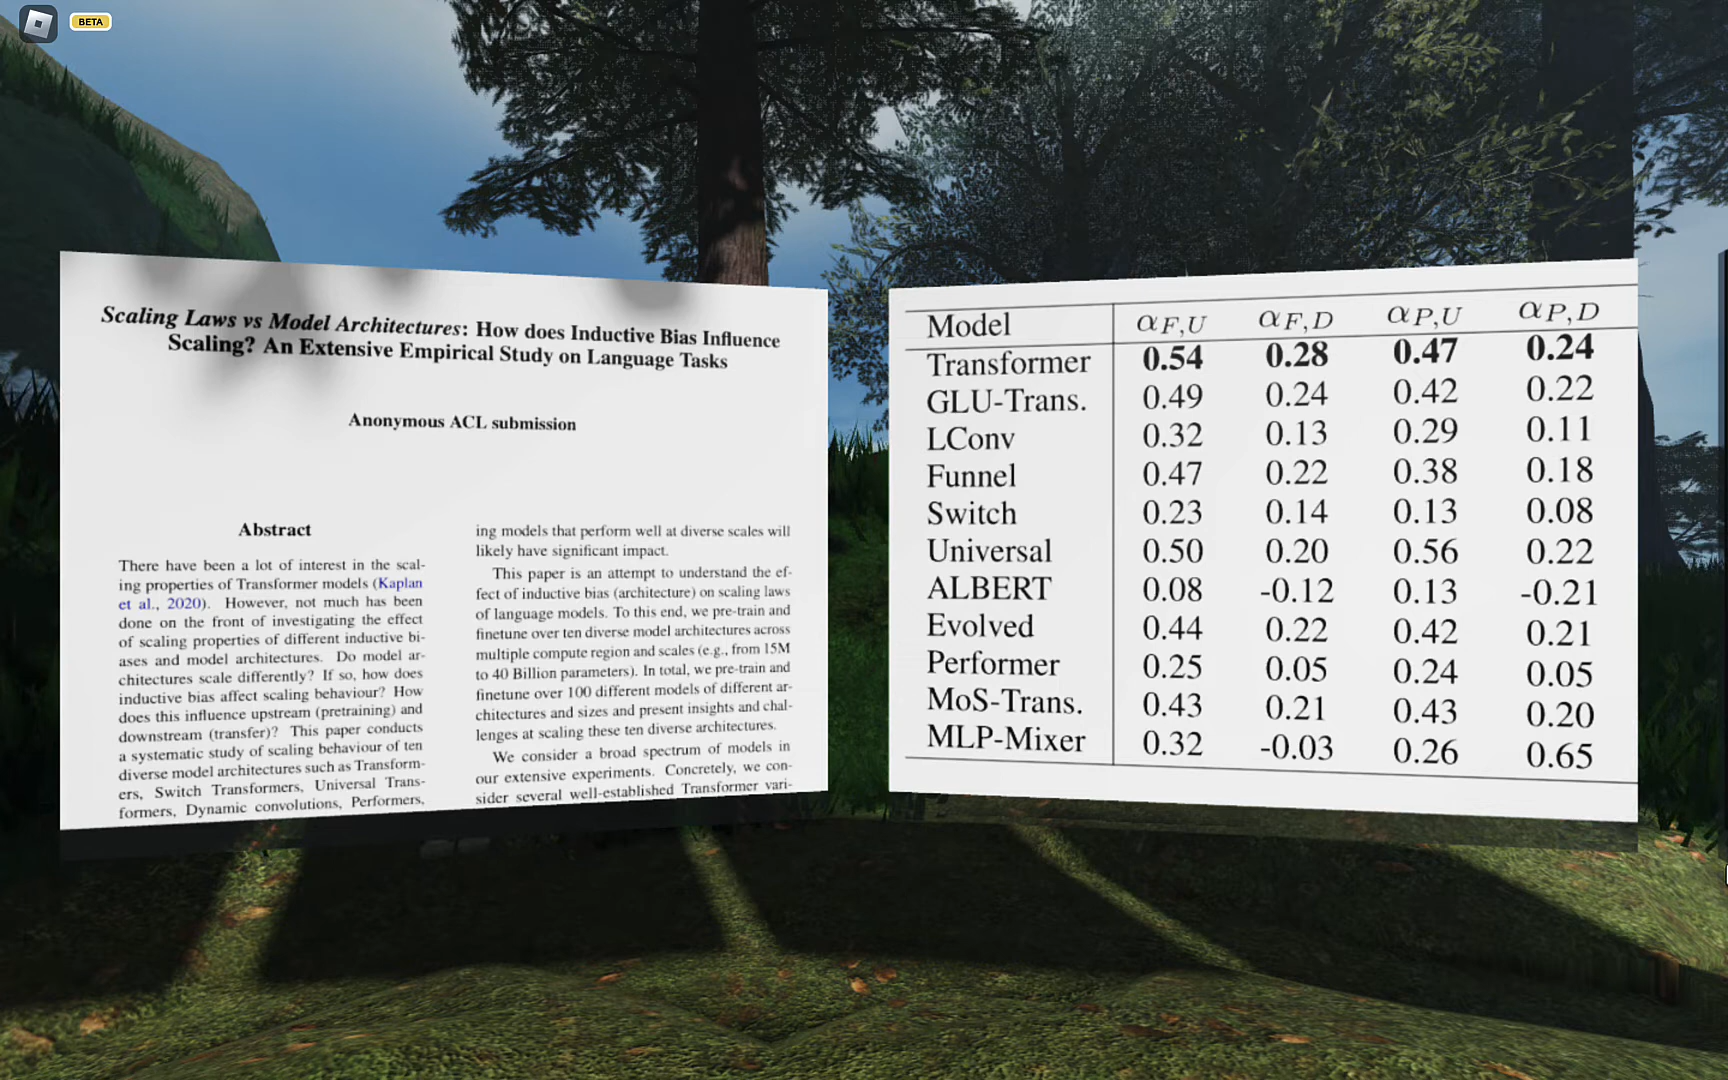 BETA
Scaling Laws vs Model Architectures: How does Inductive Bias Influence
Scaling? An Extensive Empirical Study on Language Tasks
Anonymous ACL submission
Abstract
There have been a lot of interest in the scal-
ing properties of Transformer models (Kaplan
et al., 2020). However, not much has been
done on the front of investigating the effect
of scaling properties of different inductive bi-
ases and model architectures. Do model ar-
chitectures scale differently? If so, how does
inductive bias affect scaling behaviour? How
does this influence upstream (pretraining) and
downstream (transfer)? This paper conducts
a systematic study of scaling behaviour of ten
diverse model architectures such as Transform-
ers, Switch Transformers, Universal Trans-
formers, Dynamic convolutions, Performers,
ing models that perform well at diverse scales will
likely have significant impact.
This paper is an attempt to understand the ef-
fect of inductive bias (architecture) on scaling laws
of language models. To this end, we pre-train and
finetune over ten diverse model architectures across
multiple compute region and scales (e.g., from 15M
to 40 Billion parameters). In total, we pre-train and
finetune over 100 different models of different ar-
chitectures and sizes and present insights and chal-
lenges at scaling these ten diverse architectures.
We consider a broad spectrum of models in
our extensive experiments. Concretely, we con-
sider several well-established Transformer vari-
Model α F,U α F,D α P,U α P,D
Transformer 0.54 0.28 0.47 0.24
GLU-Trans. 0.49 0.24 0.42 0.22
LConv 0.32 0.13 0.29 0.11
Funnel 0.47 0.22 0.38 0.18
Switch 0.23 0.14 0.13 0.08
Universal 0.50 0.20 0.56 0.22
ALBERT 0.08 -0.12 0.13 -0.21
Evolved 0.44 0.22 0.42 0.21
Performer 0.25 0.05 0.24 0.05
MoS-Trans. 0.43 0.21 0.43 0.20
MLP-Mixer 0.32 -0.03 0.26 0.65